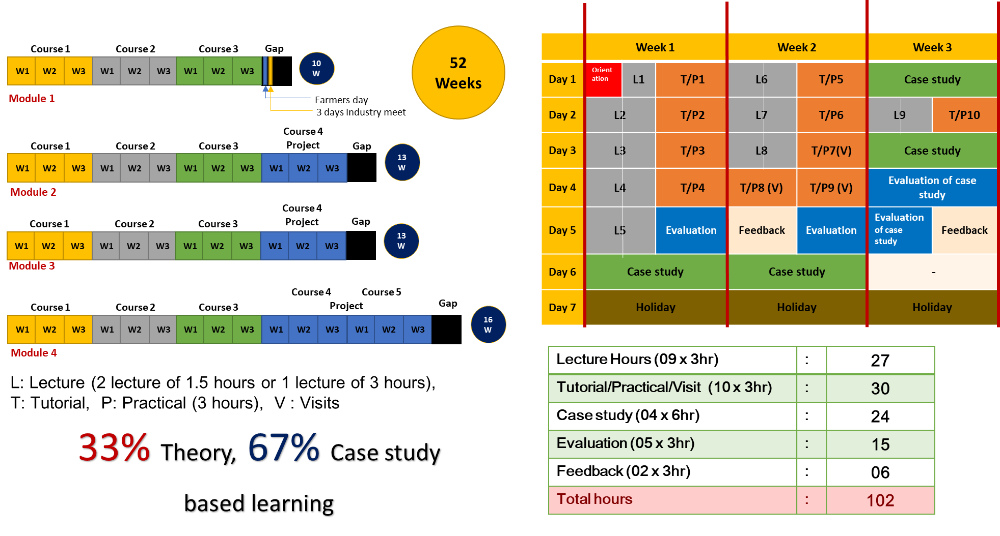 Course 1 Course 2 Course 3 Gap
W1 W2 W3 W1 W2 W3 W1 W2 W3
10
W
Module 1
Farmers day
3 days Industry meet
52
Weeks
Course 4
Project
Course 1 Course 2 Course 3 Gap
W1 W2 W3 W1 W2 W3 W1 W2 W3 W1 W2 W3
13
W
Module 2
Course 4
Project
Course 1 Course 2 Course 3 Gap
W1 W2 W3 W1 W2 W3 W1 W2 W3 W1 W2 W3
13
W
Module 3
Course 4 Course 5
Project
Course 1 Course 2 Course 3 Gap
W1 W2 W3 W1 W2 W3 W1 W2 W3 W1 W2 W3 W1 W2 W3
16
W
Module 4
L: Lecture (2 lecture of 1.5 hours or 1 lecture of 3 hours),
T: Tutorial, P: Practical (3 hours), V : Visits
33% Theory, 67% Case study
based learning
Week 1 Week 2 Week 3
Day 1 Orient
ation L1 T/P1 L6 T/P5 Case study
Day 2 L2 T/P2 L7 T/P6 L9 T/P10
Day 3 L3 T/P3 L8 T/P7(V) Case study
Day 4 L4 T/P4 T/P8 (V) T/P9 (V) Evaluation of case
study
Day 5 L5 Evaluation Feedback Evaluation Evaluation
of case
study Feedback
Day 6 Case study Case study -
Day 7 Holiday Holiday Holiday
Lecture Hours (09 x 3hr) : 27
Tutorial/Practical/Visit (10 x 3hr) : 30
Case study (04 x 6hr) : 24
Evaluation (05 x 3hr) : 15
Feedback (02 x 3hr) : 06
Total hours : 102